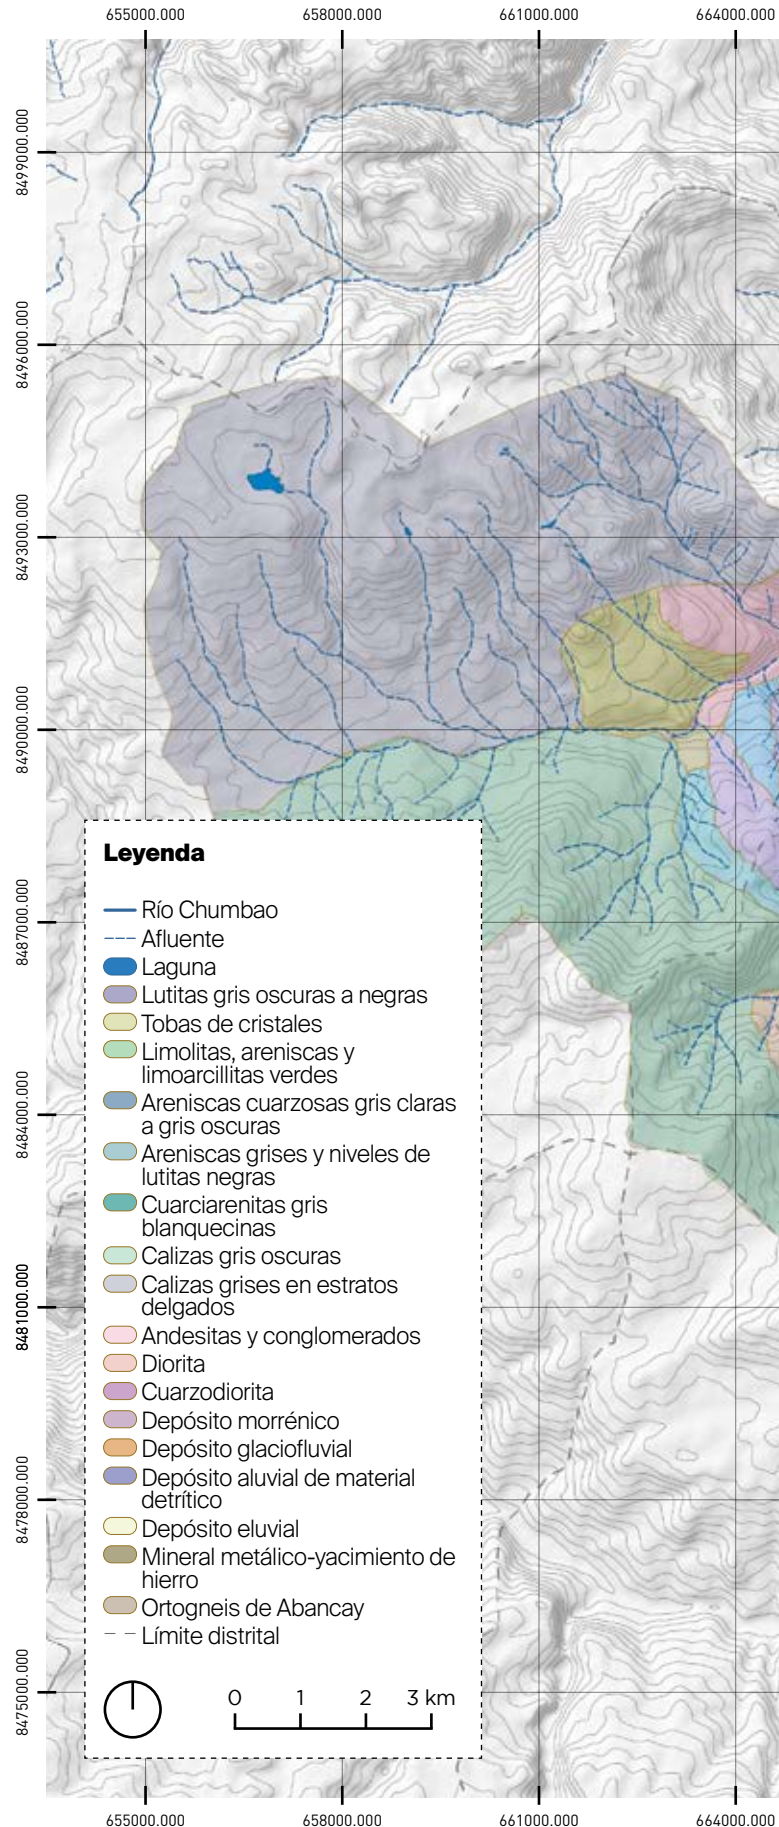 655000.000 658000.000 661000.000 664000.000
8499000.000
8496000.000
8493000.000
8490000.000
8487000.000
8484000.000
8481000.000
8478000.000
8475000.000
Leyenda
Río Chumbao
Afluente
Laguna
Lutitas gris oscuras a negras
Tobas de cristales
Limolitas, areniscas y
limoarcillitas verdes
Areniscas cuarzosas gris claras
a gris oscuras
Areniscas grises y niveles de
lutitas negras
Cuarciarenitas gris
blanquecinas
Calizas gris oscuras
Calizas grises en estratos
delgados
Andesitas y conglomerados
Diorita
Cuarzodiorita
Depósito morrénico
Depósito glaciofluvial
Depósito aluvial de material
detrítico
Depósito eluvial
Mineral metálico-yacimiento de
hierro
Ortogneis de Abancay
Límite distrital
0 1 2 3 km
655000.000 658000.000 661000.000 664000.000